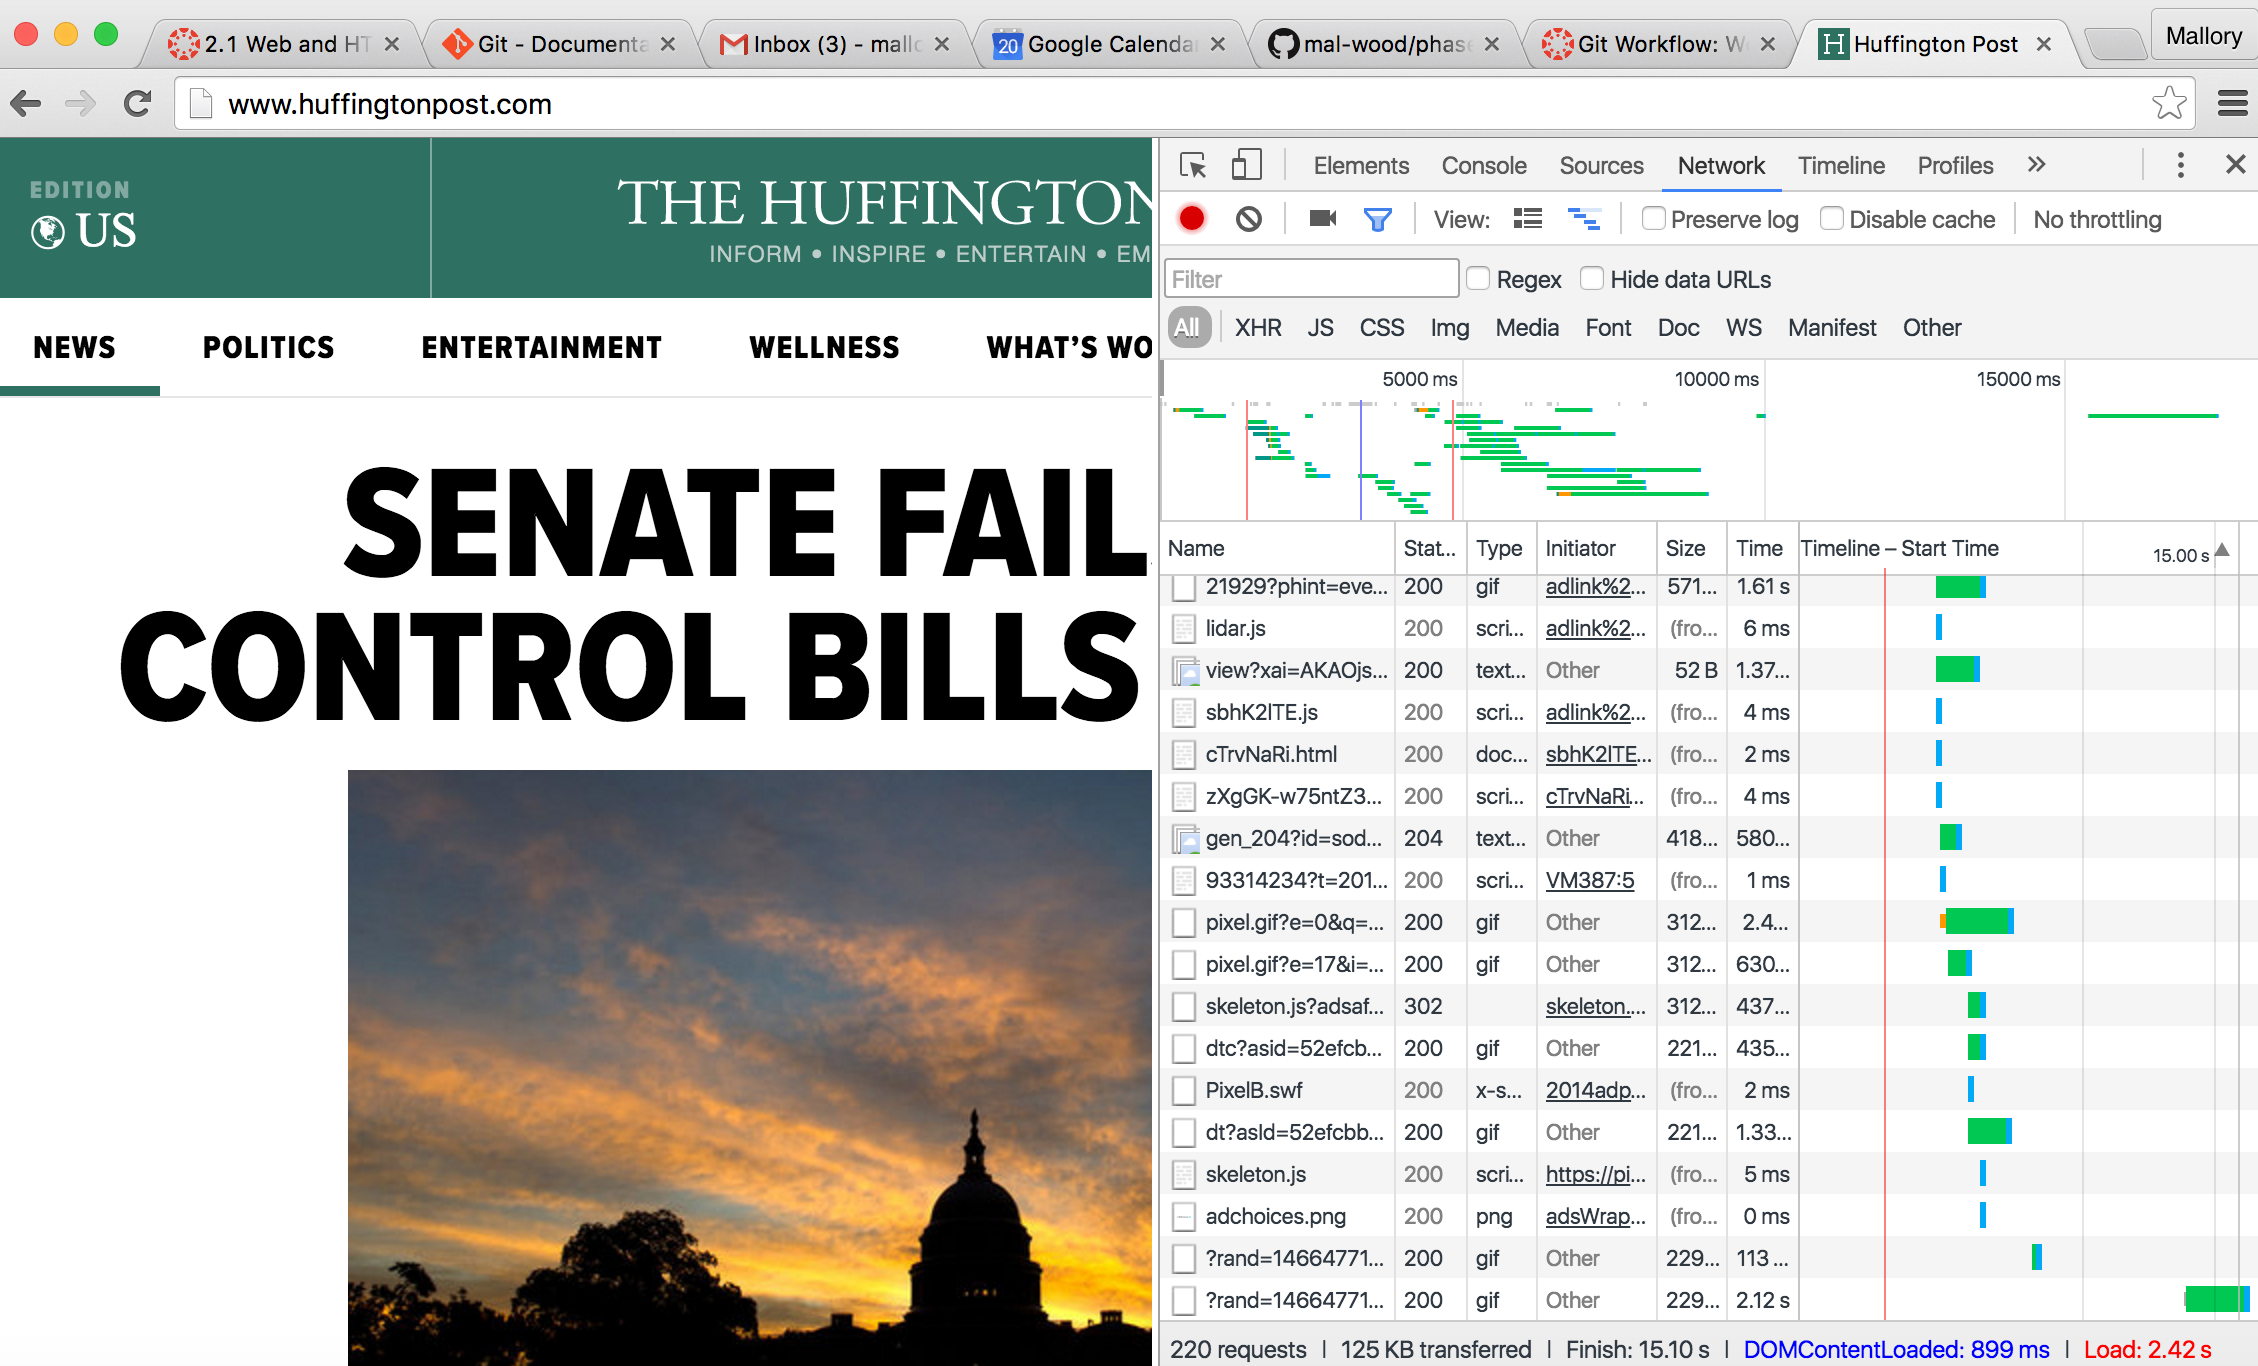 2.1 Web and HT
Git - Documenta
Inbox (3) - mallo
20 Google Calendar
mal-wood/phase
Git Workflow: W
Huffington Post
Mallory
www.huffingtonpost.com
EDITION
US
THE HUFFINGTON
INFORM • INSPIRE • ENTERTAIN • EM
NEWS POLITICS ENTERTAINMENT WELLNESS WHAT'S WO
SENATE FAIL
CONTROL BILLS
Elements Console Sources Network Timeline Profiles »
View: Preserve log Disable cache No throttling
Filter Regex Hide data URLs
All XHR JS CSS Img Media Font Doc WS Manifest Other
5000 ms 10000 ms 15000 ms
Name Stat... Type Initiator Size Time Timeline – Start Time 15.00 s
21929?phint=eve... 200 gif adlink%2... 571... 1.61 s
lidar.js 200 scri... adlink%2... (fro... 6 ms
view?xai=AKAOjs... 200 text... Other 52 B 1.37...
sbhK2lTE.js 200 scri... adlink%2... (fro... 4 ms
cTrvNaRi.html 200 doc... sbhK2lTE... (fro... 2 ms
zXgGK-w75ntZ3... 200 scri... cTrvNaRi... (fro... 4 ms
gen_204?id=sod... 204 text... Other 418... 580...
93314234?t=201... 200 scri... VM387:5 (fro... 1 ms
pixel.gif?e=0&q=... 200 gif Other 312... 2.4...
pixel.gif?e=17&i=... 200 gif Other 312... 630...
skeleton.js?adsaf... 302 skeleton.... 312... 437...
dtc?asid=52efcb... 200 gif Other 221... 435...
PixelB.swf 200 x-s... 2014adp... (fro... 2 ms
dt?asId=52efcbb... 200 gif Other 221... 1.33...
skeleton.js 200 scri... https://pi... (fro... 5 ms
adchoices.png 200 png adsWrap... (fro... 0 ms
?rand=14664771... 200 gif Other 229... 113 ...
?rand=14664771... 200 gif Other 229... 2.12 s
220 requests | 125 KB transferred | Finish: 15.10 s | DOMContentLoaded: 899 ms | Load: 2.42 s